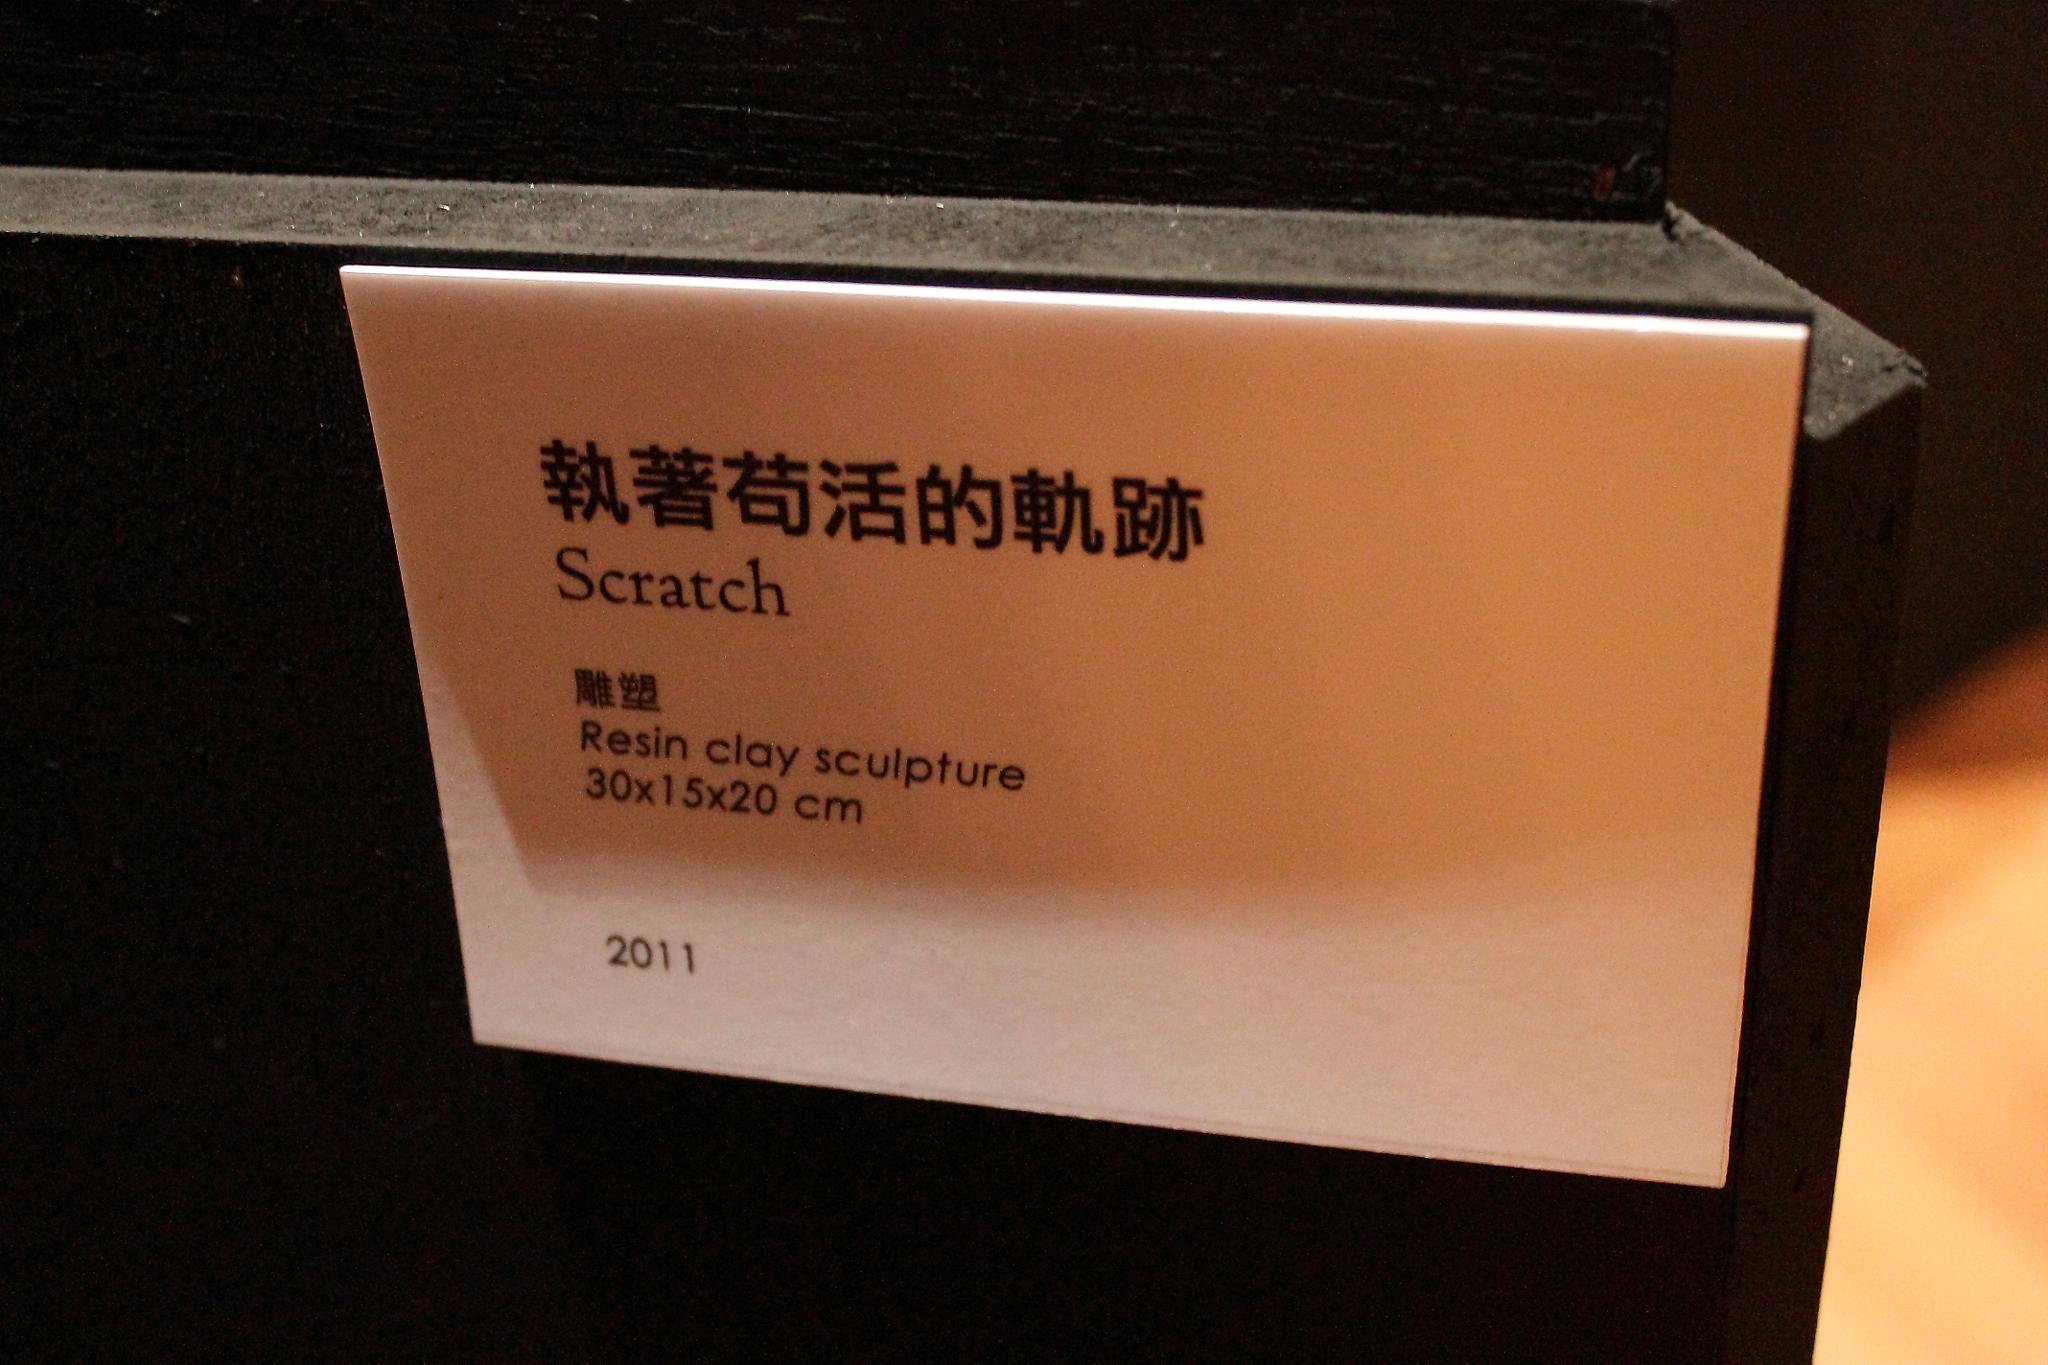 執著苟活的軌跡
Scratch
雕塑
Resin clay sculpture
30x15x20 cm
2011